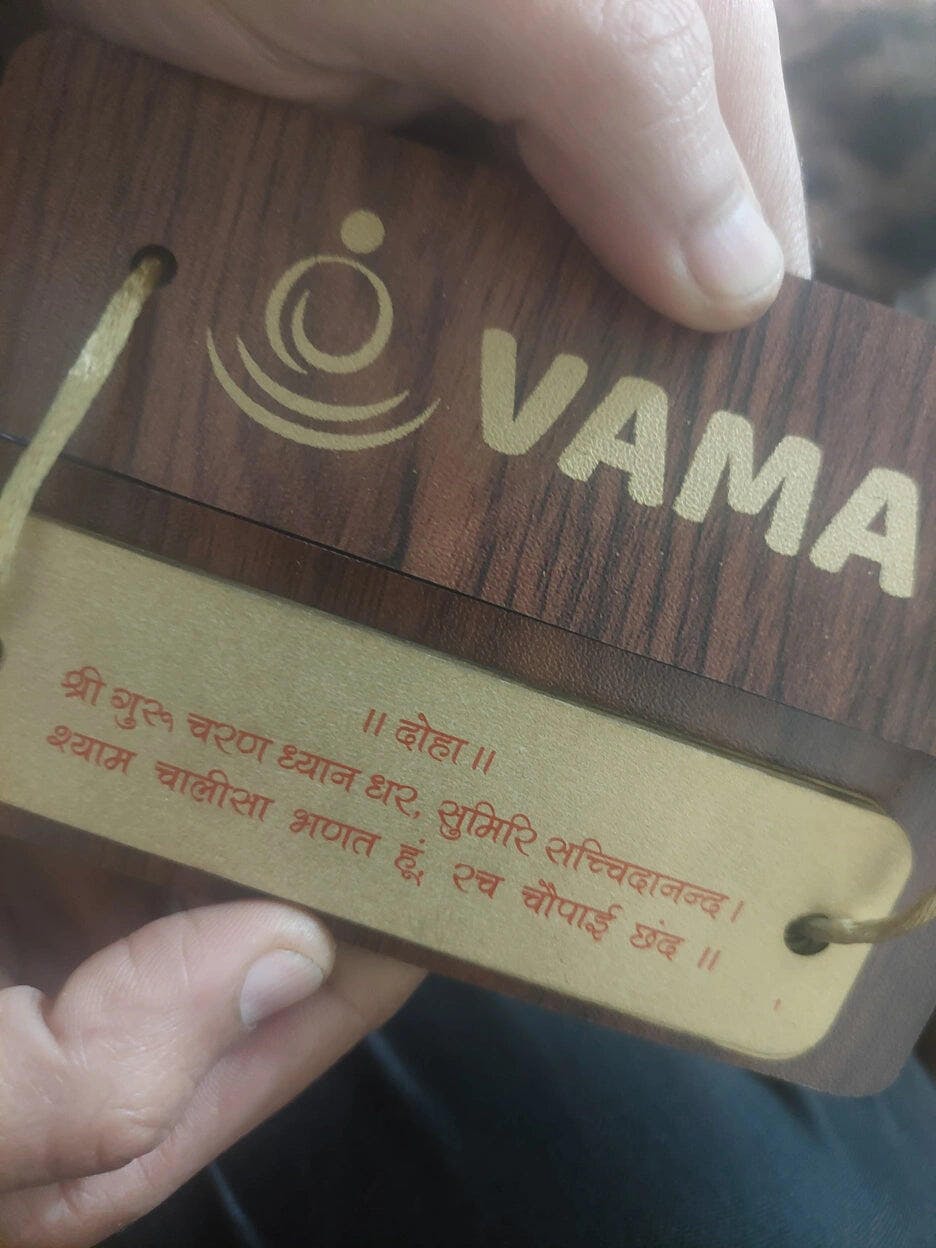 VAMA
॥ दोहा ॥
श्री गुरु चरण ध्यान धर, सुमिरि सच्चिदानन्द।
श्याम चालीसा भणत हूं, रच चौपाई छंद ॥